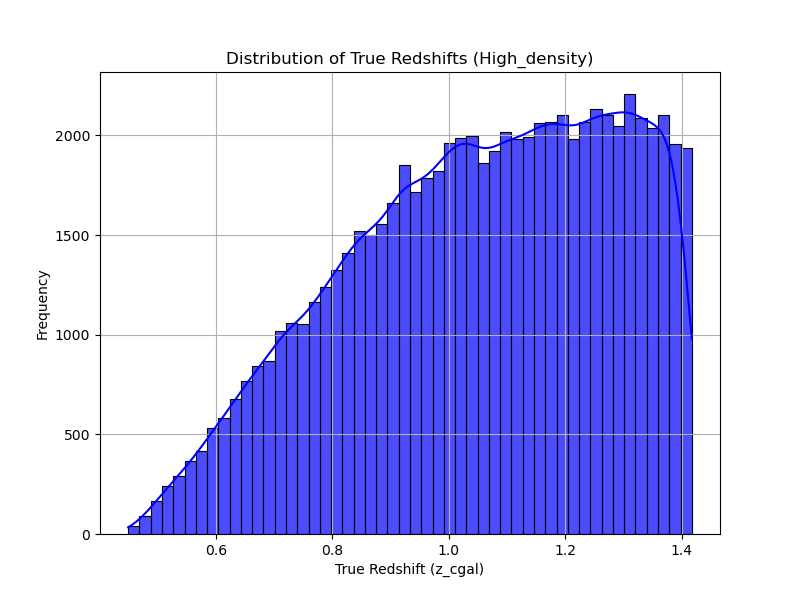 Distribution of True Redshifts (High_density)
2000
1500
1000
500
0
Frequency
0.6 0.8 1.0 1.2 1.4
True Redshift (z_cgal)